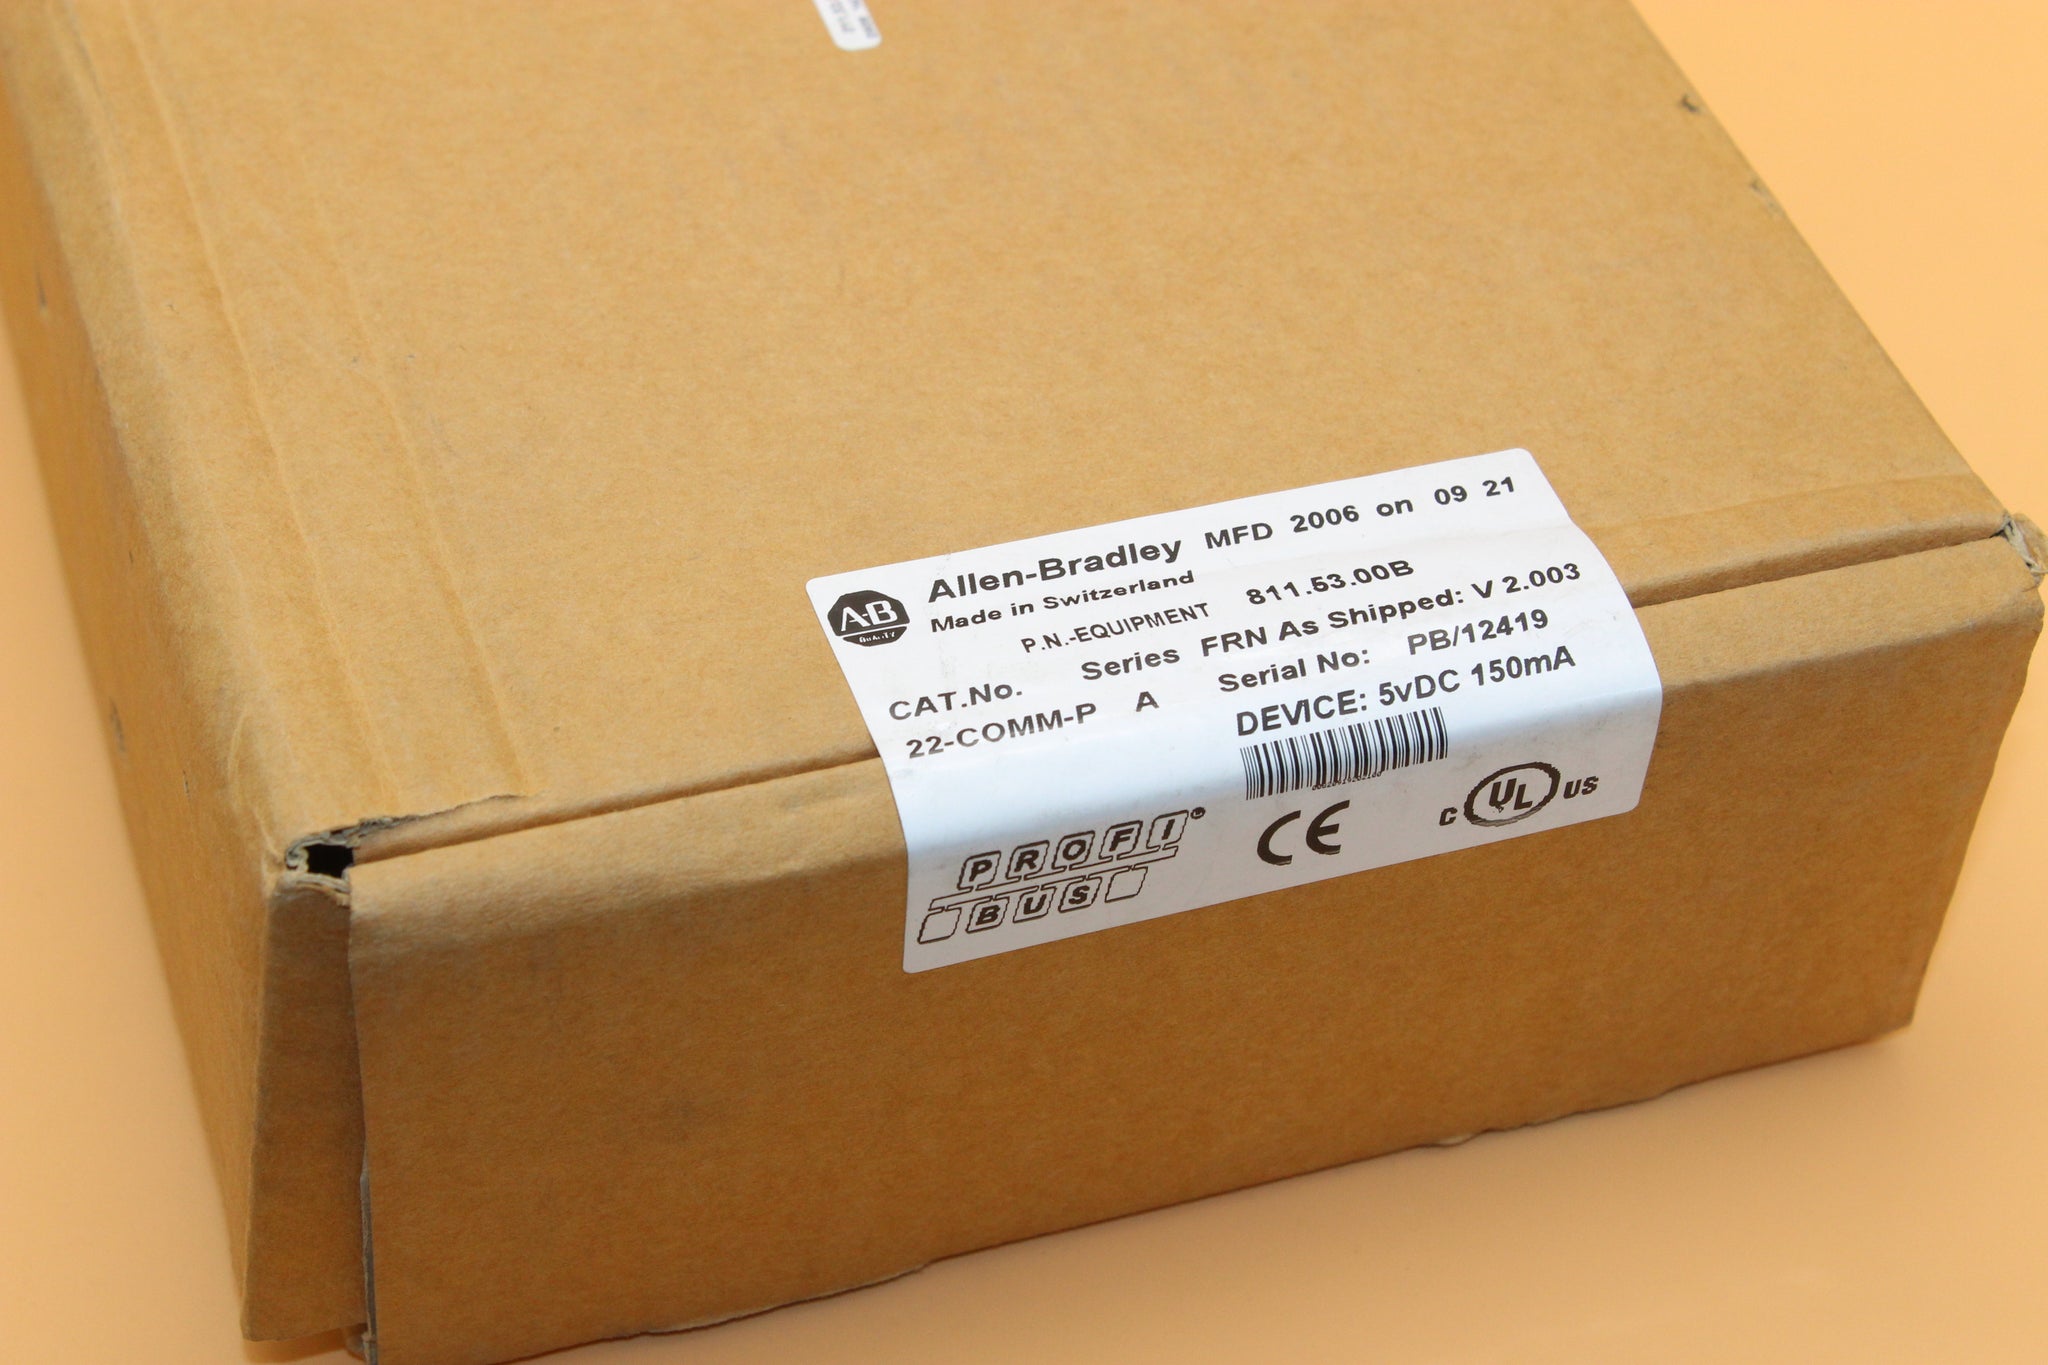 Allen-Bradley MFD 2006 on 09 21
Made in Switzerland
A-B
QUALITY
P.N.-EQUIPMENT 811.53.00B
CAT.No. Series FRN As Shipped: V 2.003
22-COMM-P A Serial No: PB/12419
DEVICE: 5vDC 150mA
PROFI®
BUS
CE
C UL US